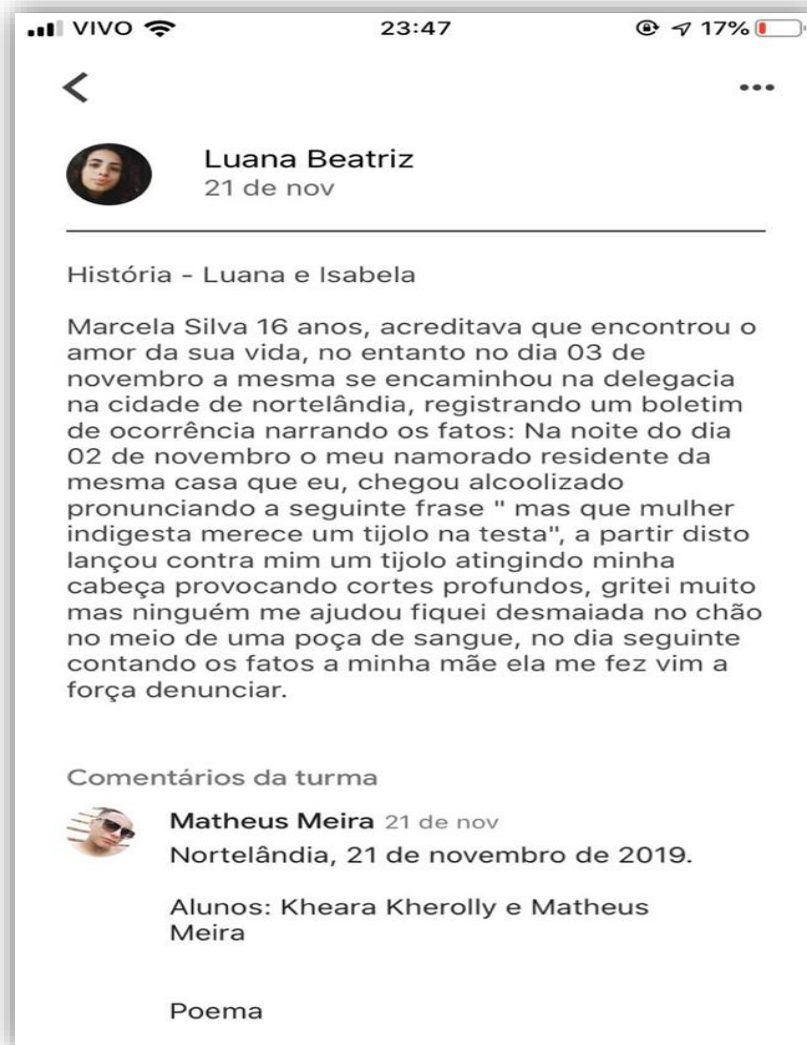 VIVO 23:47 17%
Luana Beatriz
21 de nov
História - Luana e Isabela
Marcela Silva 16 anos, acreditava que encontrou o
amor da sua vida, no entanto no dia 03 de
novembro a mesma se encaminhou na delegacia
na cidade de nortelândia, registrando um boletim
de ocorrência narrando os fatos: Na noite do dia
02 de novembro o meu namorado residente da
mesma casa que eu, chegou alcoolizado
pronunciando a seguinte frase " mas que mulher
indigesta merece um tijolo na testa", a partir disto
lançou contra mim um tijolo atingindo minha
cabeça provocando cortes profundos, gritei muito
mas ninguém me ajudou fiquei desmaiada no chão
no meio de uma poça de sangue, no dia seguinte
contando os fatos a minha mãe ela me fez vim a
força denunciar.
Comentários da turma
Matheus Meira 21 de nov
Nortelândia, 21 de novembro de 2019.
Alunos: Kheara Kherolly e Matheus
Meira
Poema